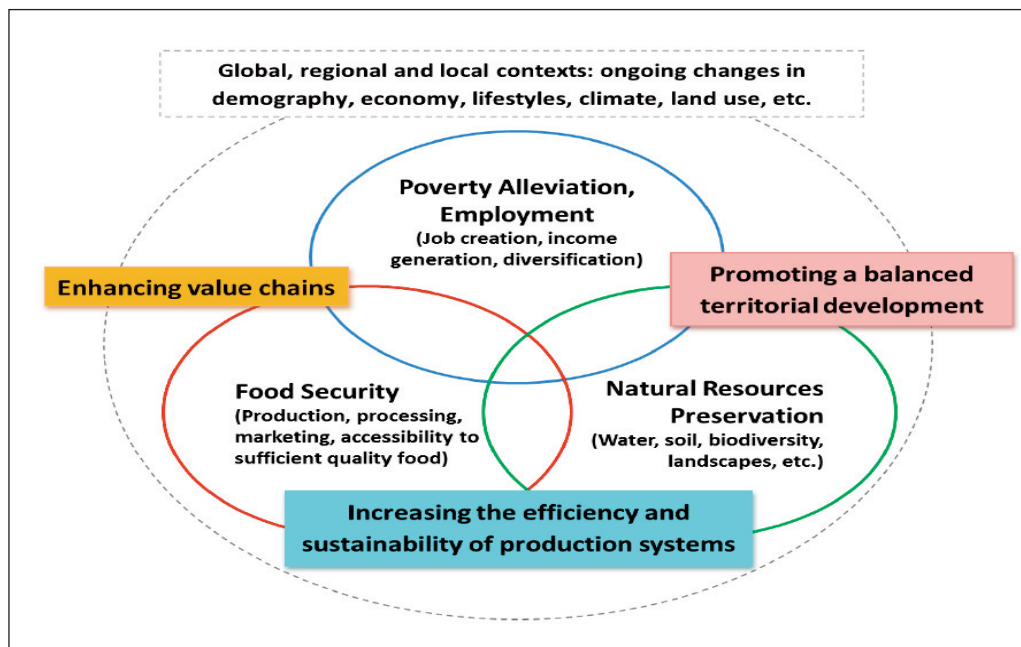 Global, regional and local contexts: ongoing changes in
demography, economy, lifestyles, climate, land use, etc.
Poverty Alleviation,
Employment
(Job creation, income
generation, diversification)
Enhancing value chains
Promoting a balanced
territorial development
Food Security
(Production, processing,
marketing, accessibility to
sufficient quality food)
Natural Resources
Preservation
(Water, soil, biodiversity,
landscapes, etc.)
Increasing the efficiency and
sustainability of production systems